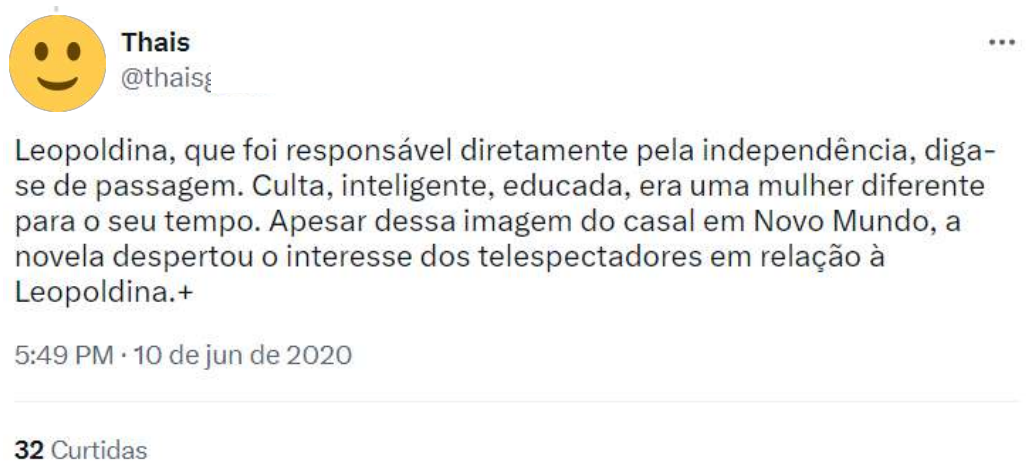 Thais
@thaisg
Leopoldina, que foi responsável diretamente pela independência, diga-
se de passagem. Culta, inteligente, educada, era uma mulher diferente
para o seu tempo. Apesar dessa imagem do casal em Novo Mundo, a
novela despertou o interesse dos telespectadores em relação à
Leopoldina.+
5:49 PM · 10 de jun de 2020
32 Curtidas